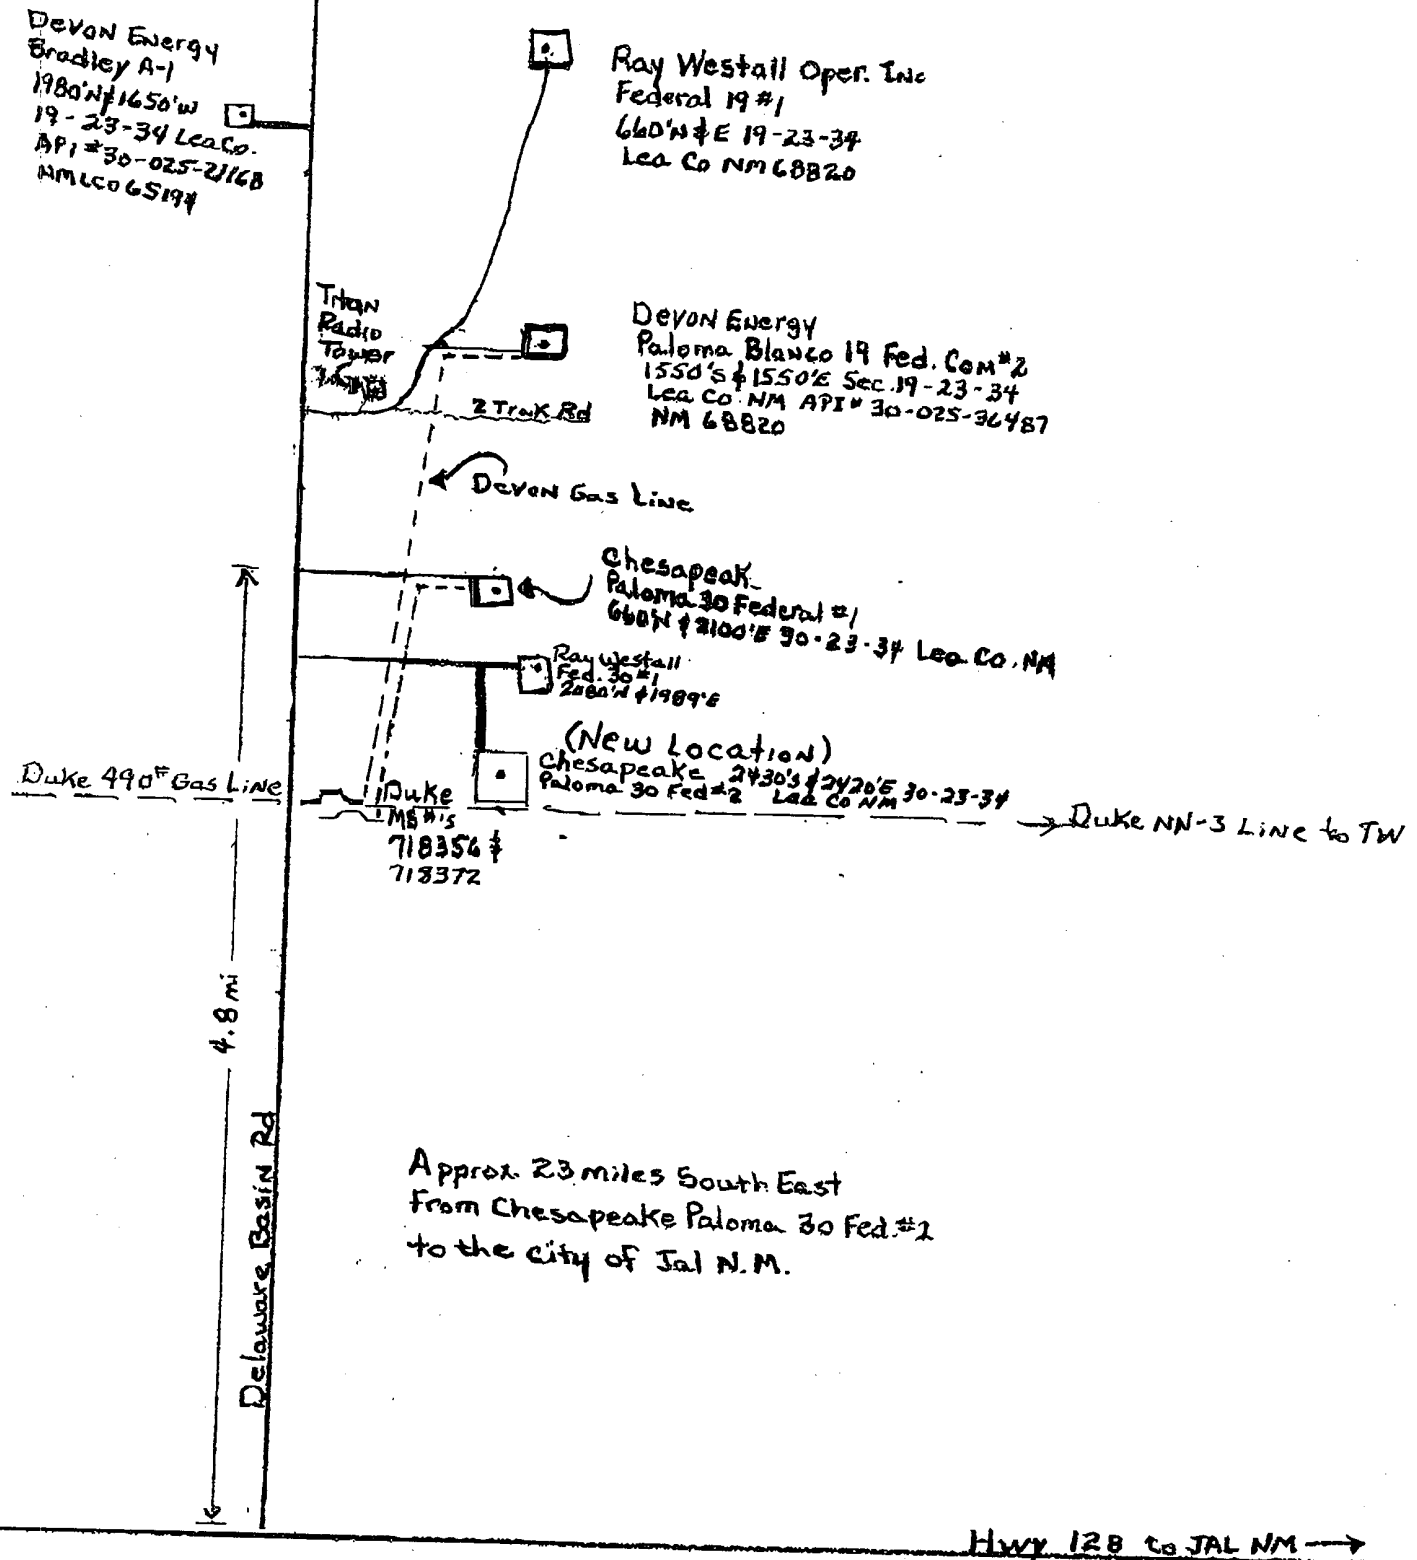 Devon Energy
Bradley A-1
1980'N & 1650'W
19-23-34 Lea Co.
API #30-025-21168
NMLC065194
Ray Westall Oper. Inc
Federal 19 #1
660'N & E 19-23-34
Lea Co NM 68820
Titan
Radio
Tower
Devon Energy
Paloma Blanco 19 Fed. Com #2
1550'S & 1550'E Sec. 19-23-34
Lea Co. NM API# 30-025-36487
NM 68820
2 Trak Rd
Devon Gas Line
Chesapeak
Paloma 30 Federal #1
660'N & 2100'E 30-23-34 Lea Co. NM
Ray Westall
Fed. 30 #1
2080'N & 1989'E
(New Location)
Chesapeake 2430's & 2420'E 30-23-34
Paloma 30 Fed #2 Lea Co NM
Duke 490# Gas Line
Duke
MS #'s
718356 &
718372
Duke NN-3 Line to TW
4.8 mi
Delaware Basin Rd
Approx. 23 miles South East
From Chesapeake Paloma 30 Fed. #2
to the city of Jal N.M.
Hwy 128 to JAL NM